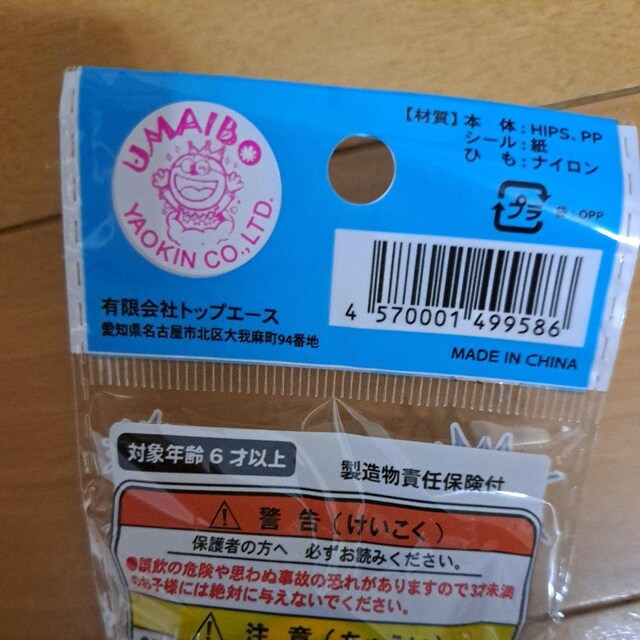 UMAIBO
YAOKIN CO.,LTD.
【材質】本 体:HIPS、PP
シール:紙
ひ も:ナイロン
プラ
袋:OPP
4 570001 499586
有限会社トップエース
愛知県名古屋市北区大我麻町94番地
MADE IN CHINA
対象年齢6才以上
製造物責任保険付
警告(けいこく)
保護者の方へ 必ずお読みください。
●誤飲の危険や思わぬ事故の恐れがありますので3才未満
のお子様には絶対に与えないでください。
注意(ちゅうい)